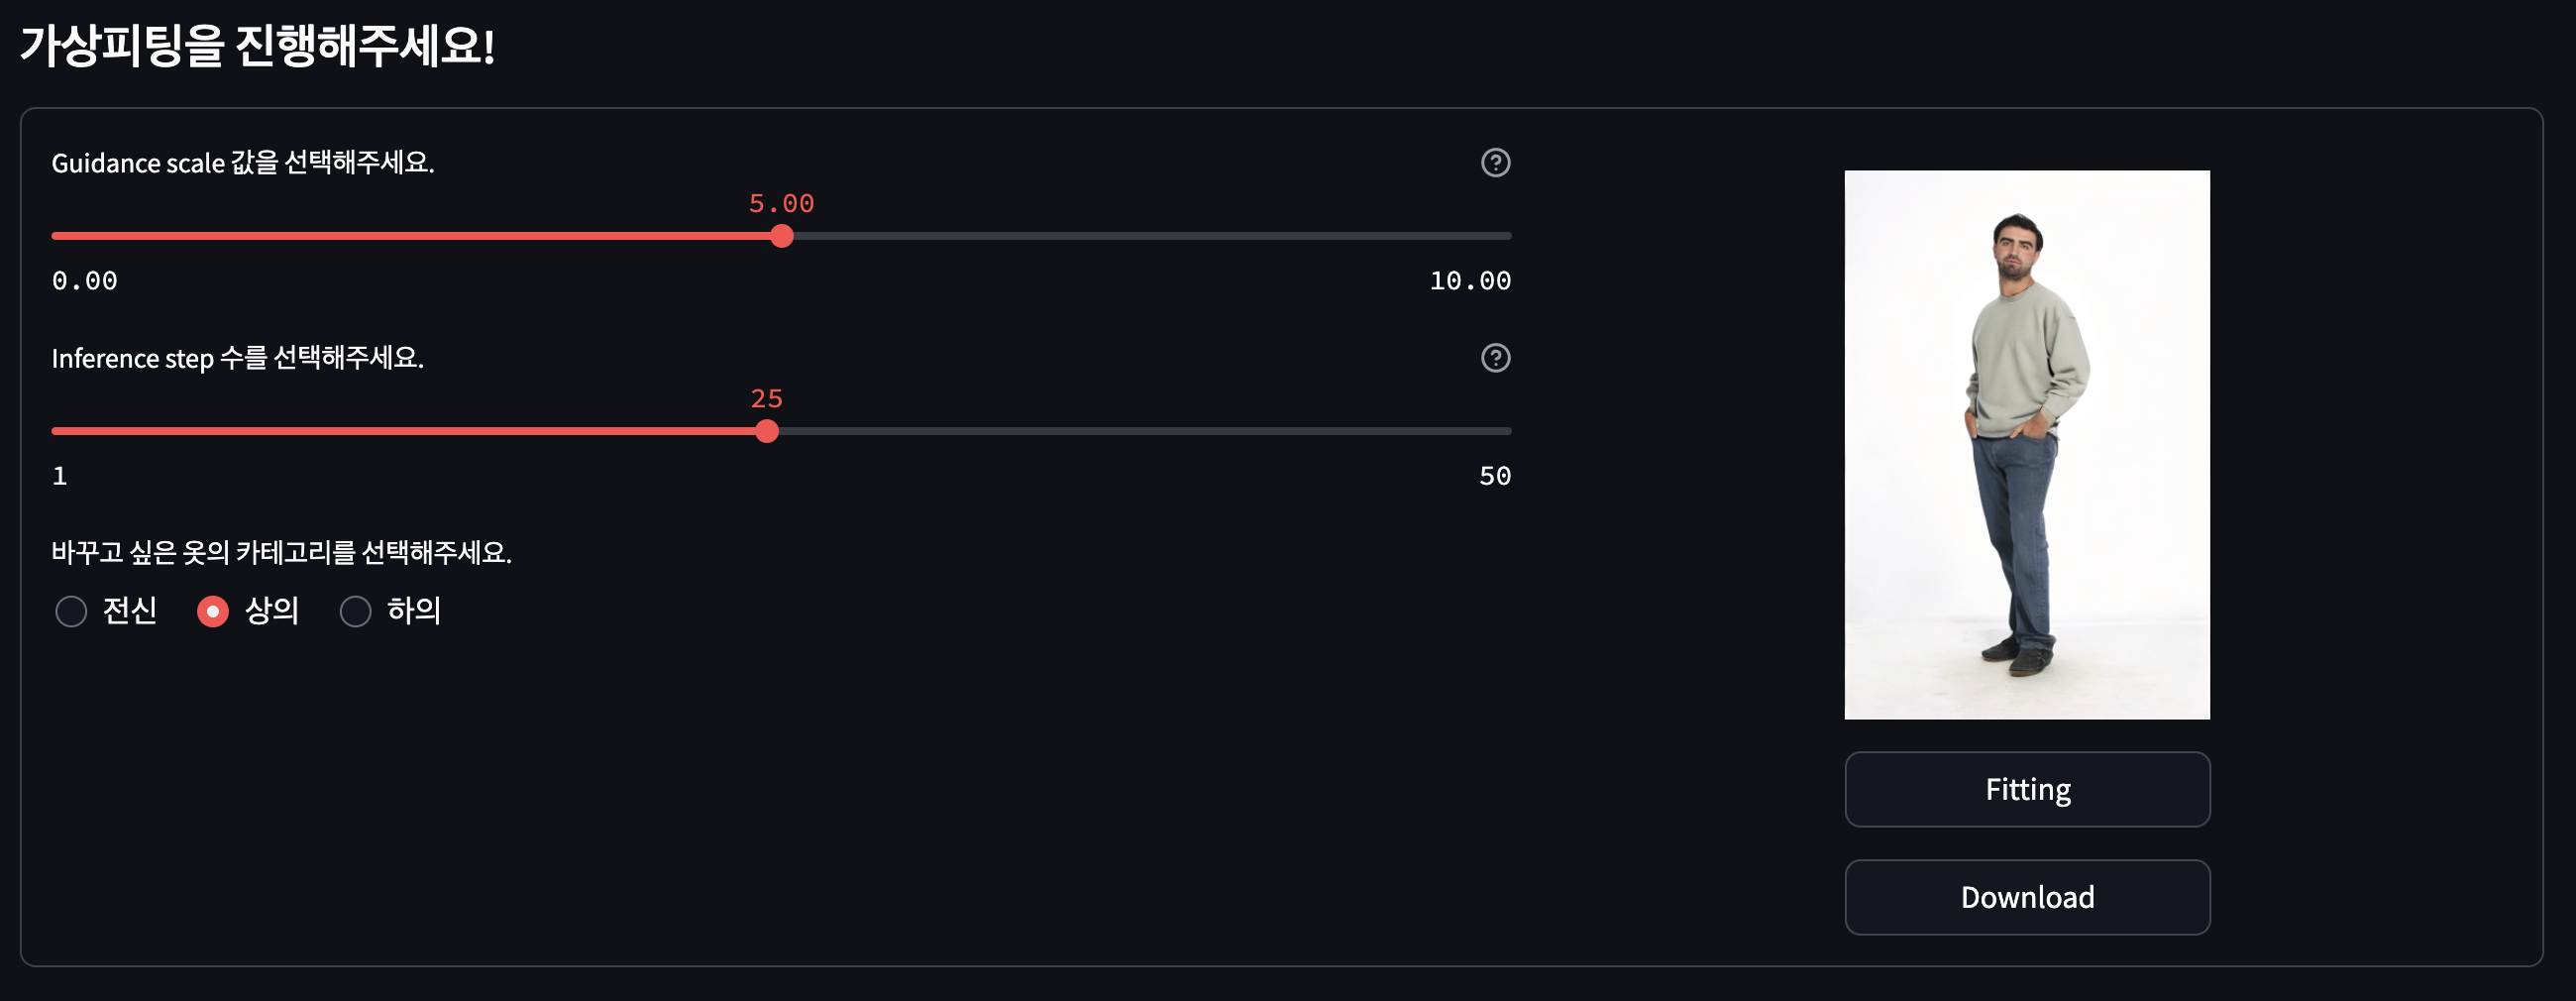 가상피팅을 진행해주세요!
Guidance scale 값을 선택해주세요.
5.00
0.00
10.00
Inference step 수를 선택해주세요.
25
1
50
바꾸고 싶은 옷의 카테고리를 선택해주세요.
전신
상의
하의
Fitting
Download